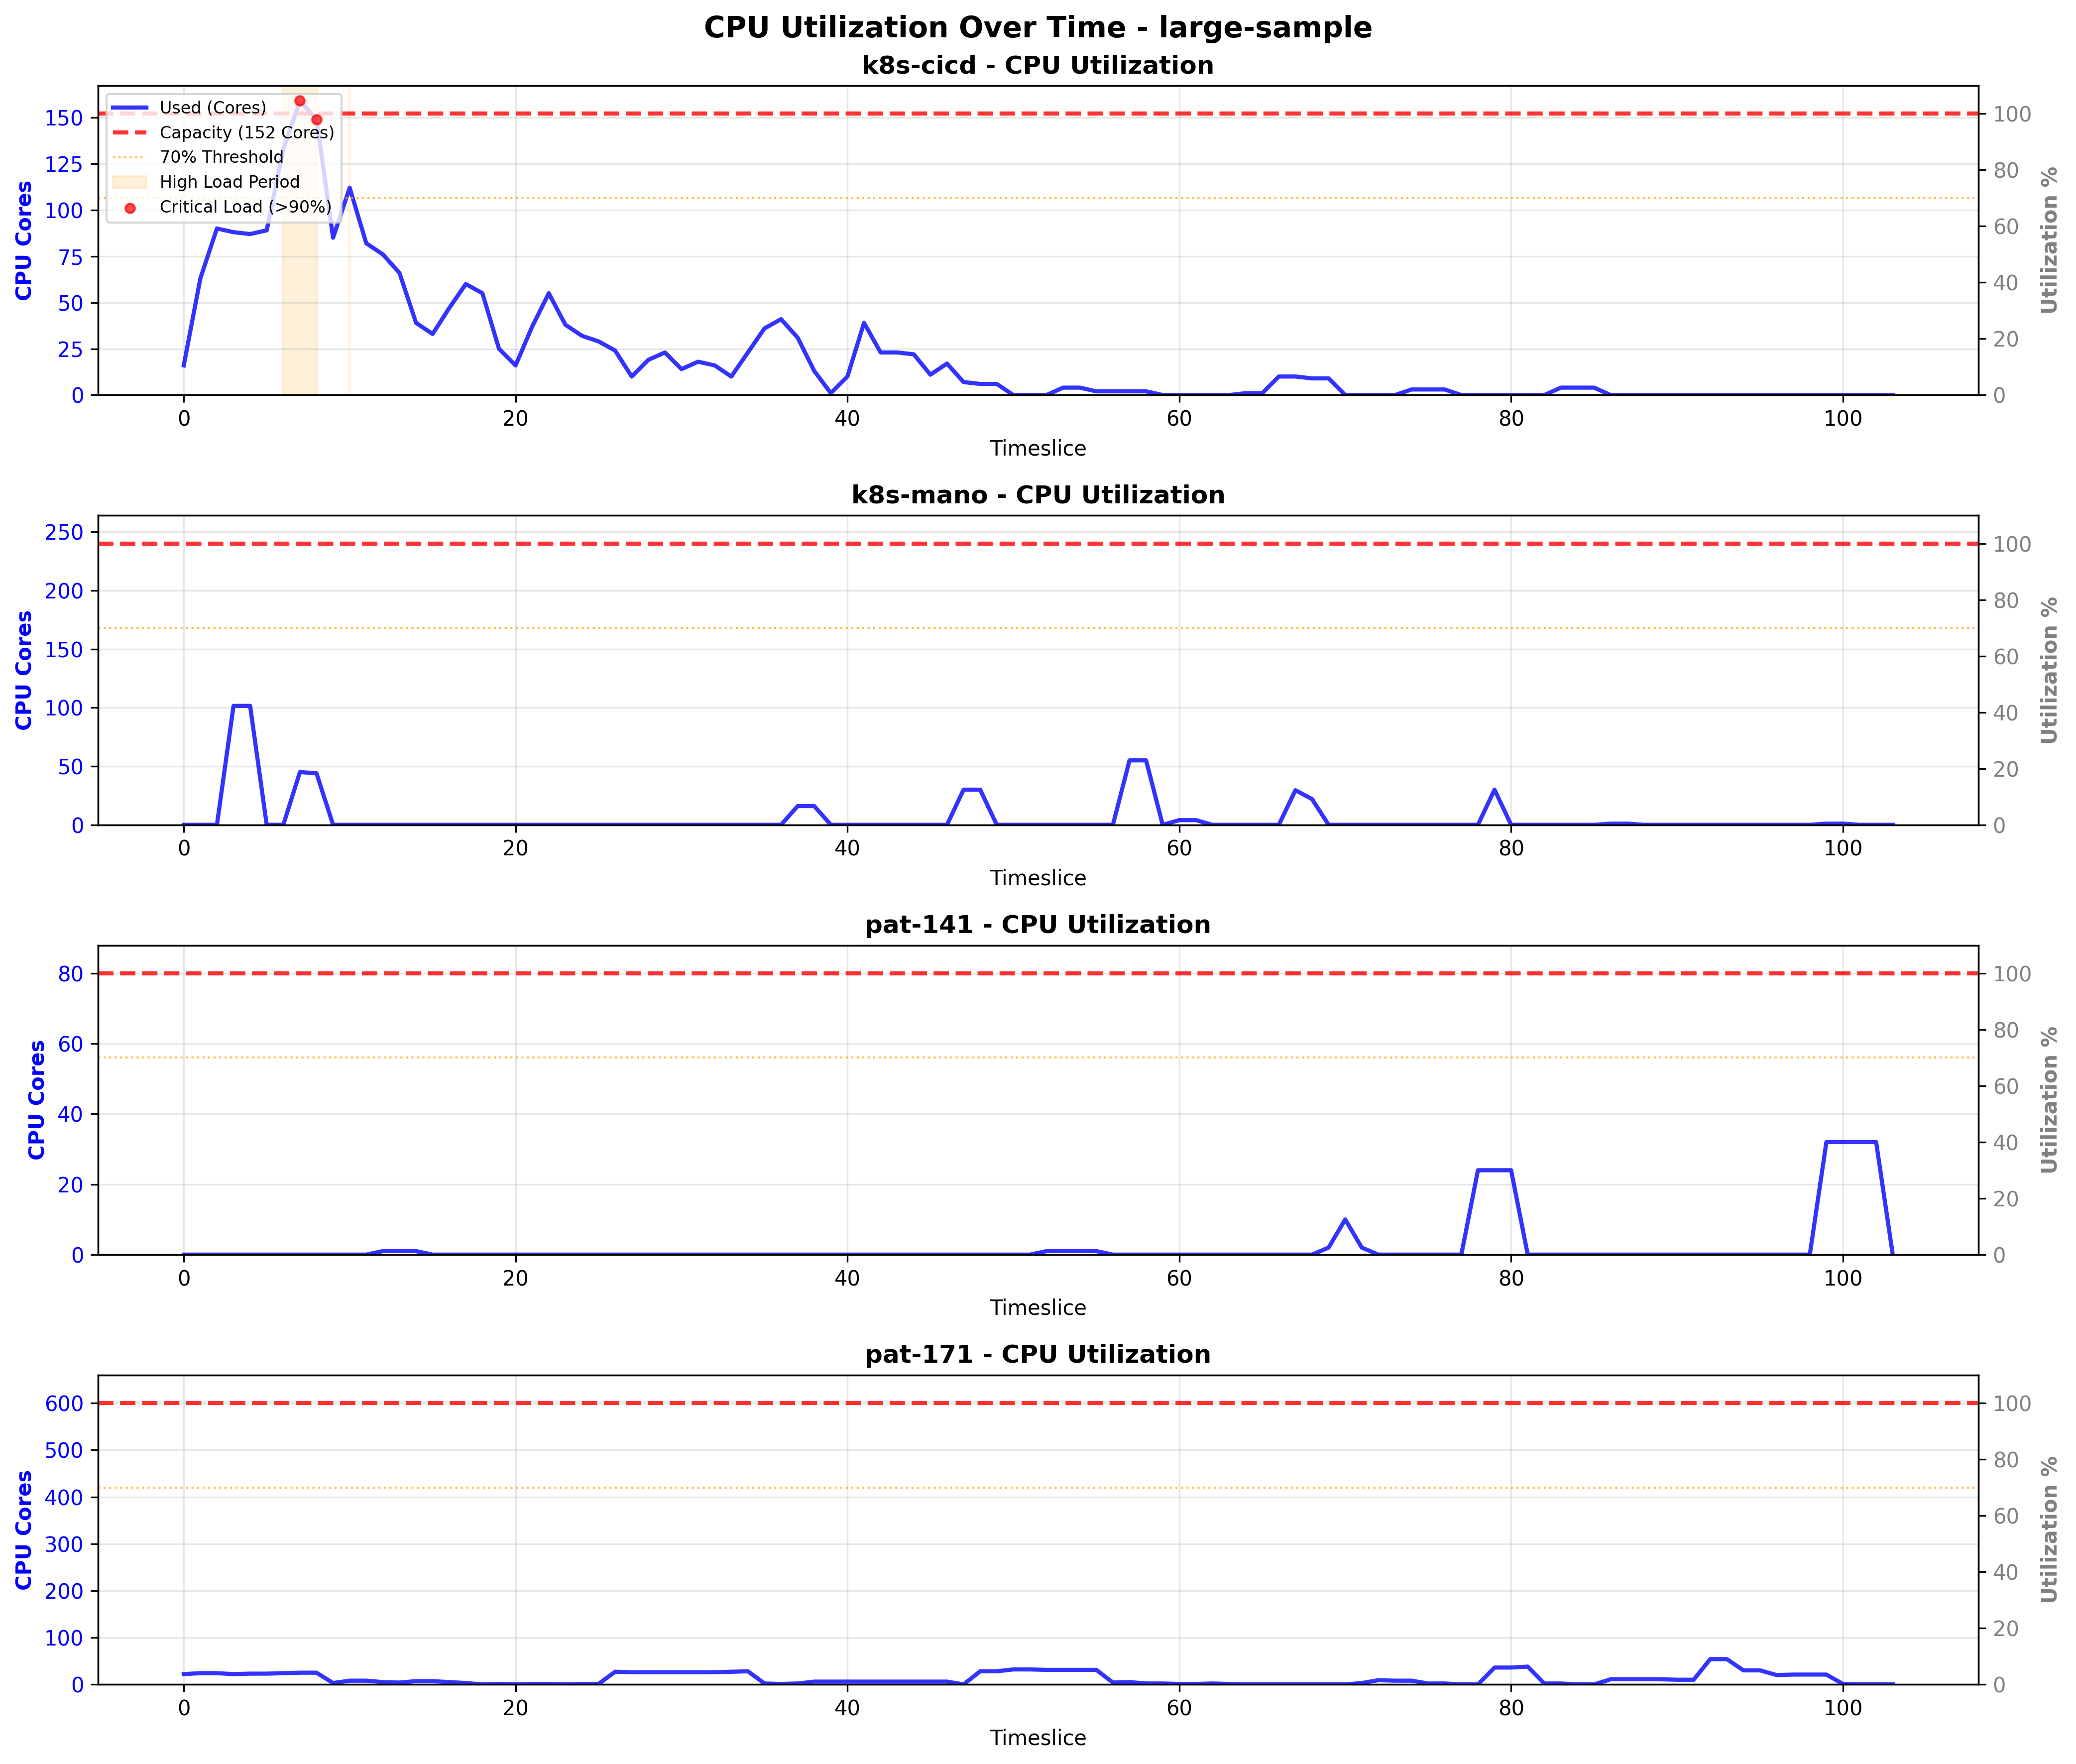 CPU Utilization Over Time - large-sample
k8s-cicd - CPU Utilization
Used (Cores)
Capacity (152 Cores)
70% Threshold
High Load Period
Critical Load (>90%)
150
125
100
75
50
25
0
CPU Cores
100
80
60
40
20
0
Utilization %
0 20 40 60 80 100
Timeslice
k8s-mano - CPU Utilization
250
200
150
100
50
0
CPU Cores
100
80
60
40
20
0
Utilization %
0 20 40 60 80 100
Timeslice
pat-141 - CPU Utilization
80
60
40
20
0
CPU Cores
100
80
60
40
20
0
Utilization %
0 20 40 60 80 100
Timeslice
pat-171 - CPU Utilization
600
500
400
300
200
100
0
CPU Cores
100
80
60
40
20
0
Utilization %
0 20 40 60 80 100
Timeslice